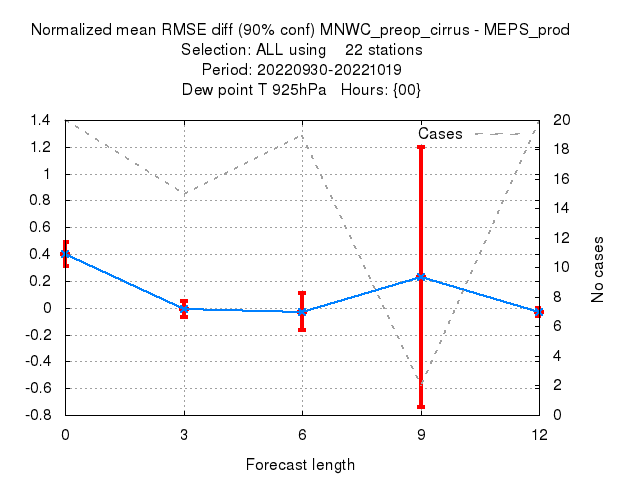 Normalized mean RMSE diff (90% conf) MNWC_preop_cirrus - MEPS_prod
Selection: ALL using 22 stations
Period: 20220930-20221019
Dew point T 925hPa Hours: {00}
Cases
1.4
1.2
1
0.8
0.6
0.4
0.2
0
-0.2
-0.4
-0.6
-0.8
20
18
16
14
12
10
8
6
4
2
0
No cases
0 3 6 9 12
Forecast length